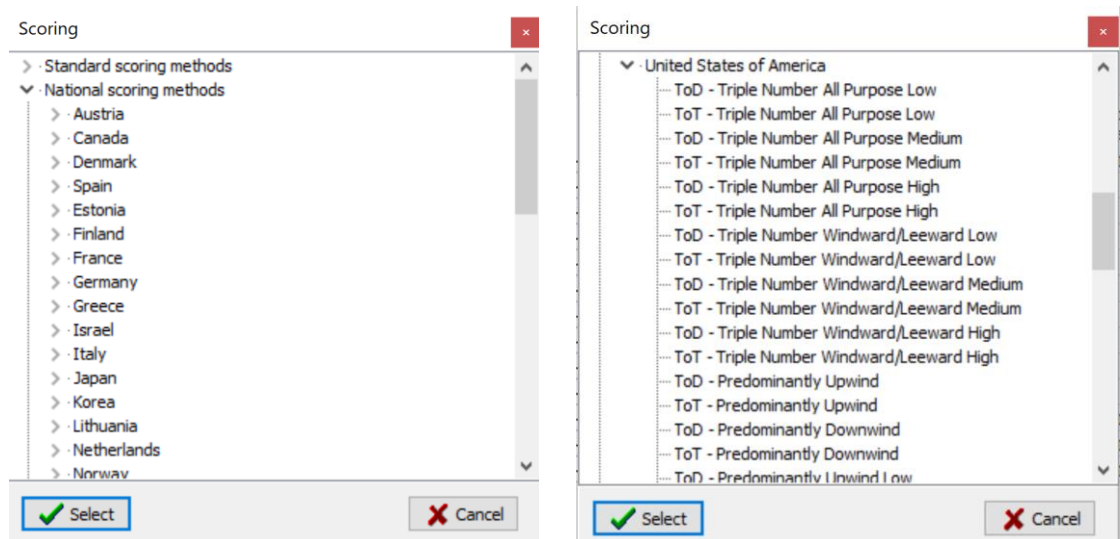 Scoring
Standard scoring methods
National scoring methods
Austria
Canada
Denmark
Spain
Estonia
Finland
France
Germany
Greece
Israel
Italy
Japan
Korea
Lithuania
Netherlands
Norway
Select
Cancel
Scoring
United States of America
ToD - Triple Number All Purpose Low
ToT - Triple Number All Purpose Low
ToD - Triple Number All Purpose Medium
ToT - Triple Number All Purpose Medium
ToD - Triple Number All Purpose High
ToT - Triple Number All Purpose High
ToD - Triple Number Windward/Leeward Low
ToT - Triple Number Windward/Leeward Low
ToD - Triple Number Windward/Leeward Medium
ToT - Triple Number Windward/Leeward Medium
ToD - Triple Number Windward/Leeward High
ToT - Triple Number Windward/Leeward High
ToD - Predominantly Upwind
ToT - Predominantly Upwind
ToD - Predominantly Downwind
ToT - Predominantly Downwind
ToD - Predominantly Upwind Low
Select
Cancel